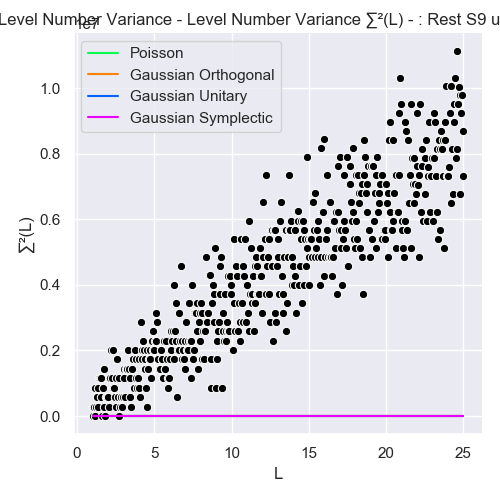 Level Number Variance - Level Number Variance ∑²(L) - : Rest S9 u
1e7
Poisson
Gaussian Orthogonal
Gaussian Unitary
Gaussian Symplectic
1.0
0.8
0.6
0.4
0.2
0.0
∑²(L)
0 5 10 15 20 25
L